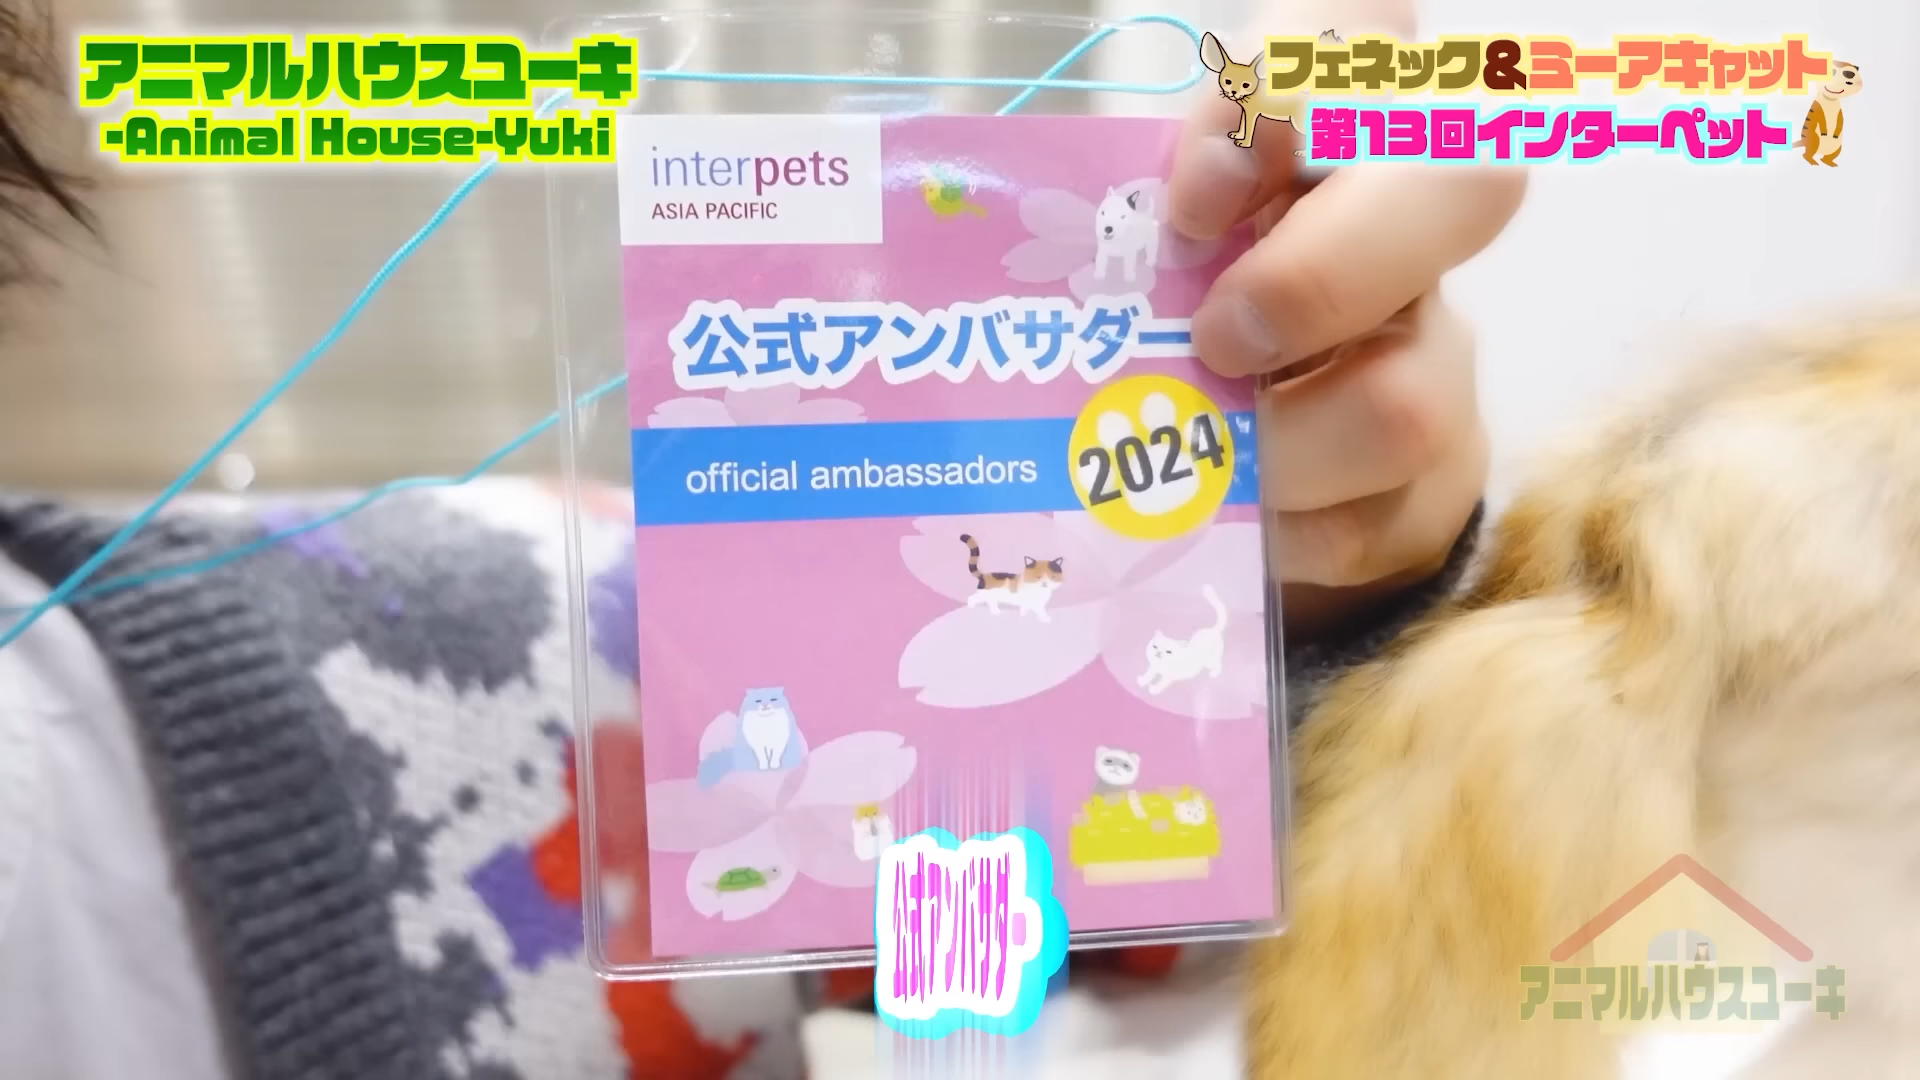 アニマルハウスユーキ
-Animal House-Yuki
フェネック&ミーアキャット
第13回インターペット
interpets
ASIA PACIFIC
公式アンバサダー
official ambassadors
2024
公式アンバサダー
アニマルハウスユーキ